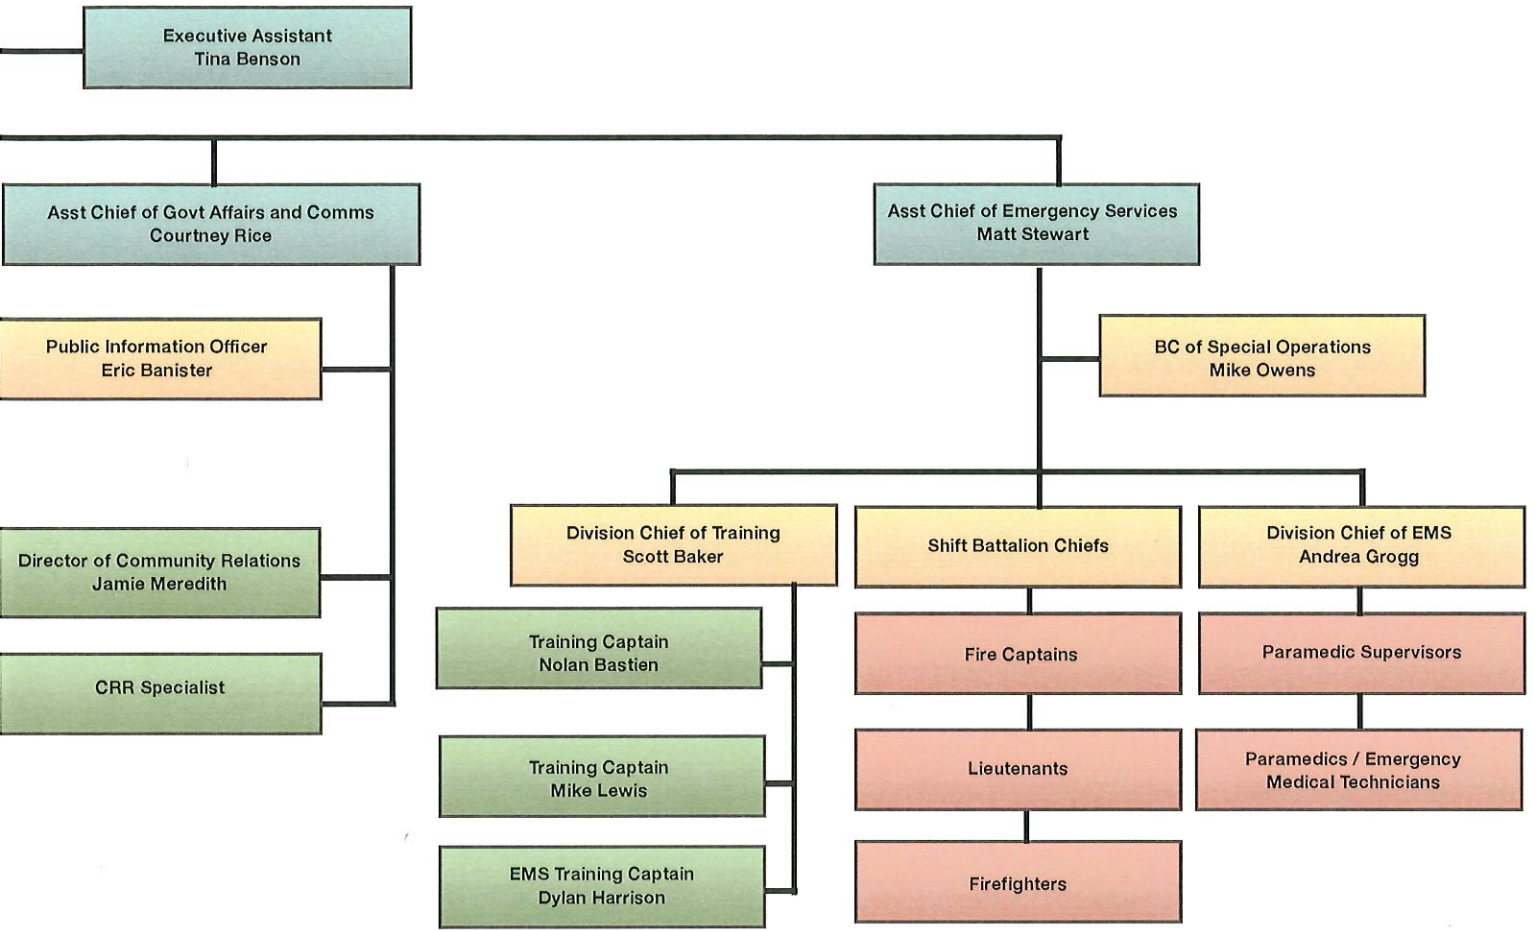 Executive Assistant
Tina Benson
Asst Chief of Govt Affairs and Comms
Courtney Rice
Asst Chief of Emergency Services
Matt Stewart
Public Information Officer
Eric Banister
BC of Special Operations
Mike Owens
Director of Community Relations
Jamie Meredith
CRR Specialist
Division Chief of Training
Scott Baker
Training Captain
Nolan Bastien
Training Captain
Mike Lewis
EMS Training Captain
Dylan Harrison
Shift Battalion Chiefs
Fire Captains
Lieutenants
Firefighters
Division Chief of EMS
Andrea Grogg
Paramedic Supervisors
Paramedics / Emergency
Medical Technicians